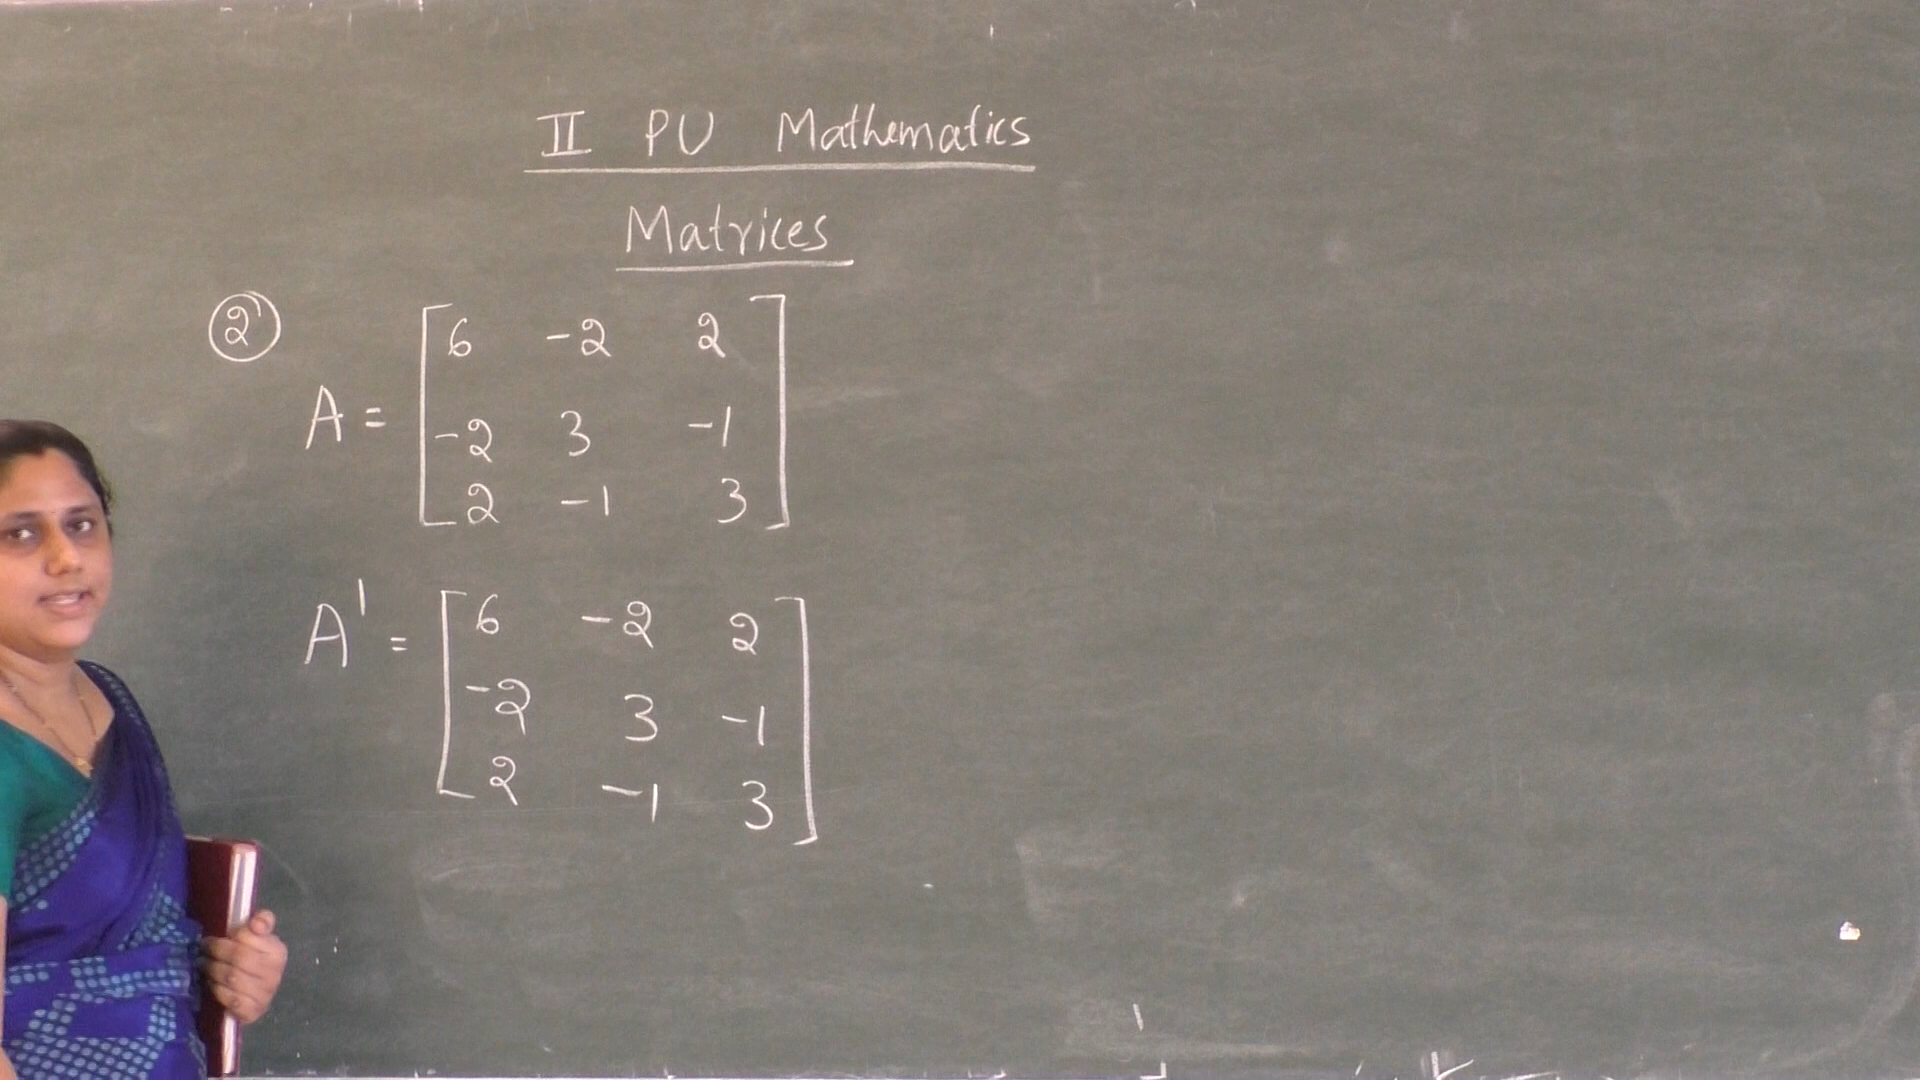 II PU Mathematics
Matrices
2
A = [6 -2 2
-2 3 -1
2 -1 3]
A' = [6 -2 2
-2 3 -1
2 -1 3]